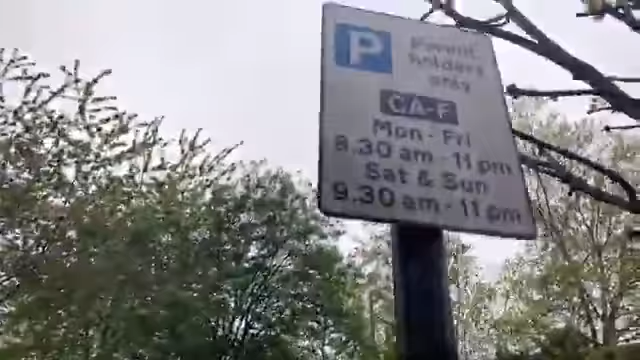 P
Permit
holders
only
CA-F
Mon - Fri
8.30 am - 11 pm
Sat & Sun
9.30 am - 11 pm